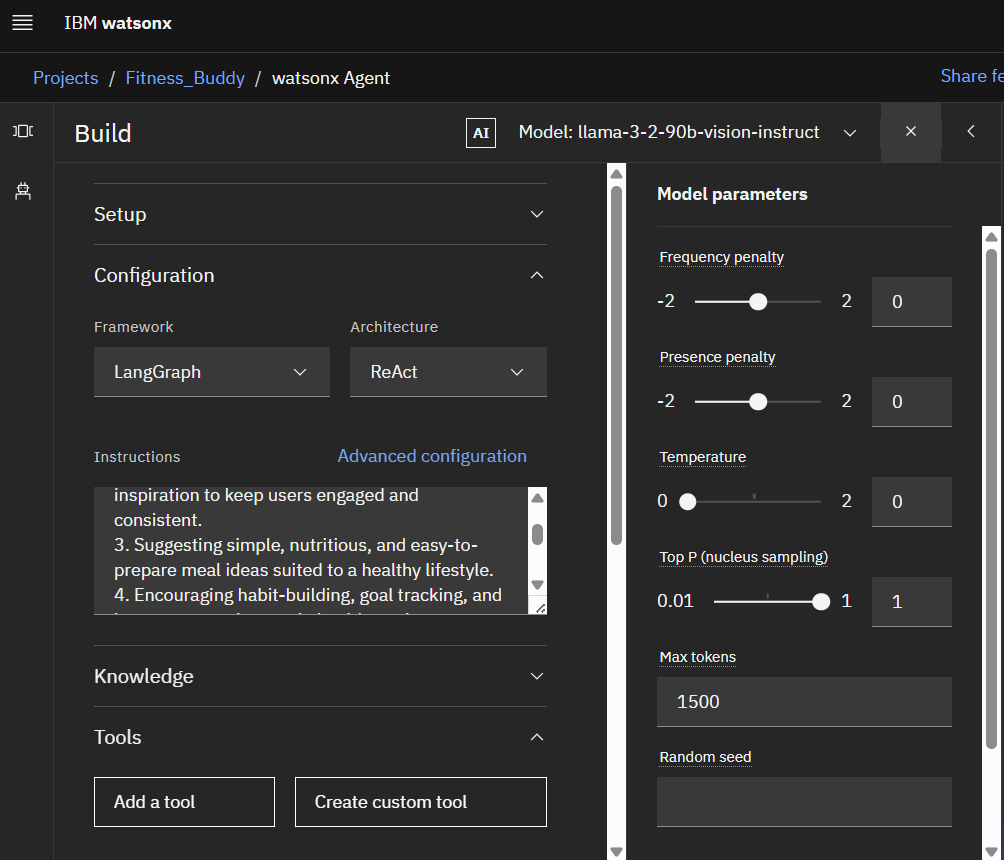 IBM watsonx
Projects / Fitness_Buddy / watsonx Agent
Share fe
Build
AI
Model: llama-3-2-90b-vision-instruct
Setup
Configuration
Framework
Architecture
LangGraph
ReAct
Instructions
Advanced configuration
inspiration to keep users engaged and
consistent.
3. Suggesting simple, nutritious, and easy-to-
prepare meal ideas suited to a healthy lifestyle.
4. Encouraging habit-building, goal tracking, and
Knowledge
Tools
Add a tool
Create custom tool
Model parameters
Frequency penalty
-2
2
0
Presence penalty
-2
2
0
Temperature
0
2
0
Top P (nucleus sampling)
0.01
1
1
Max tokens
1500
Random seed